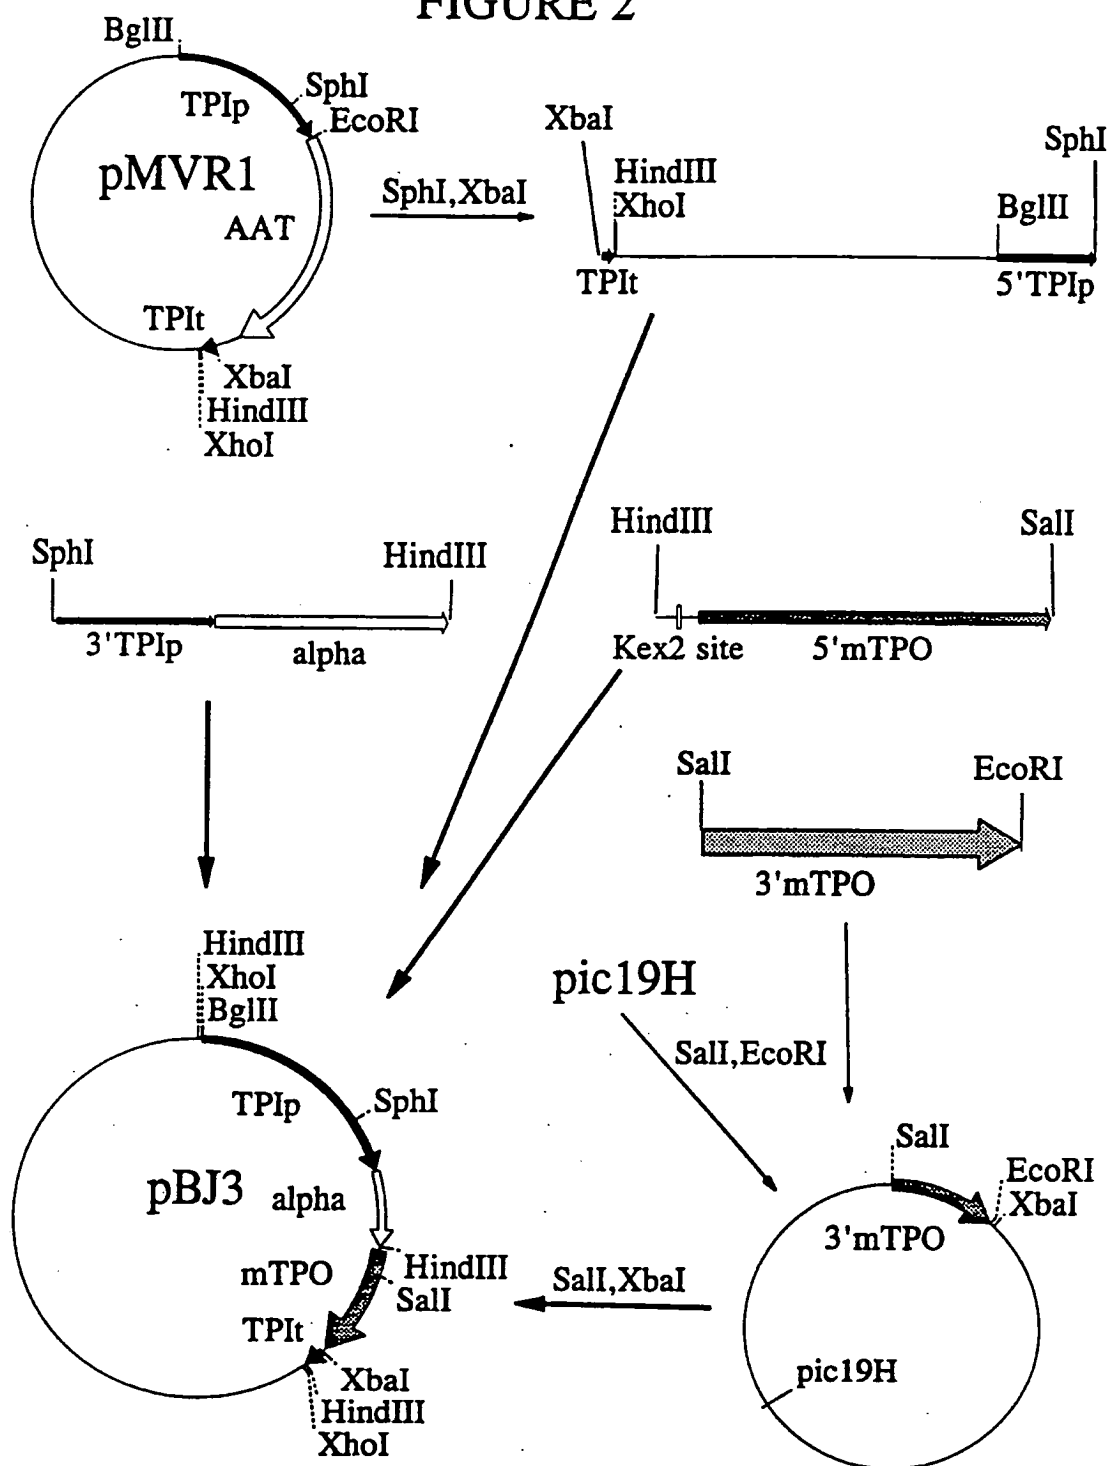 FIGURE 2
BglII
SphI
TPIp
EcoRI
pMVR1
AAT
TPIt
XbaI
HindIII
XhoI
SphI,XbaI
XbaI
HindIII
XhoI
SphI
BglII
TPIt
5'TPIp
SphI
HindIII
3'TPIp
alpha
HindIII
SalI
Kex2 site
5'mTPO
SalI
EcoRI
3'mTPO
pic19H
SalI,EcoRI
HindIII
XhoI
BglII
TPIp
SphI
pBJ3
alpha
mTPO
HindIII
SalI
TPIt
XbaI
HindIII
XhoI
SalI,XbaI
SalI
EcoRI
XbaI
3'mTPO
pic19H